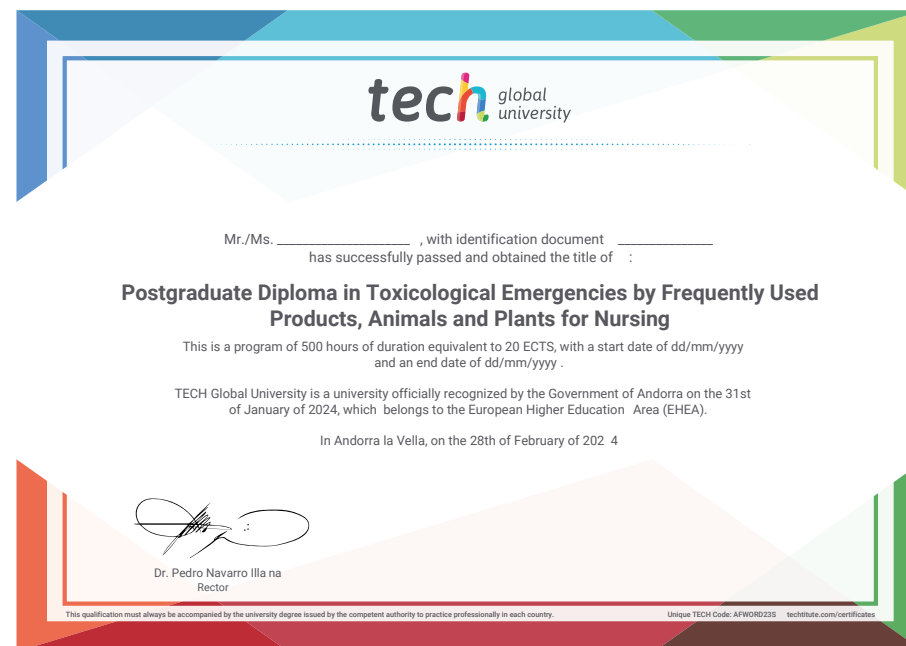 tech global university
Mr./Ms. ____________________ , with identification document ______________
has successfully passed and obtained the title of :
Postgraduate Diploma in Toxicological Emergencies by Frequently Used
Products, Animals and Plants for Nursing
This is a program of 500 hours of duration equivalent to 20 ECTS, with a start date of dd/mm/yyyy
and an end date of dd/mm/yyyy .
TECH Global University is a university officially recognized by the Government of Andorra on the 31st
of January of 2024, which belongs to the European Higher Education Area (EHEA).
In Andorra la Vella, on the 28th of February of 202 4
Dr. Pedro Navarro Illa na
Rector
This qualification must always be accompanied by the university degree issued by the competent authority to practice professionally in each country.
Unique TECH Code: AFWORD23S techtitute.com/certificates